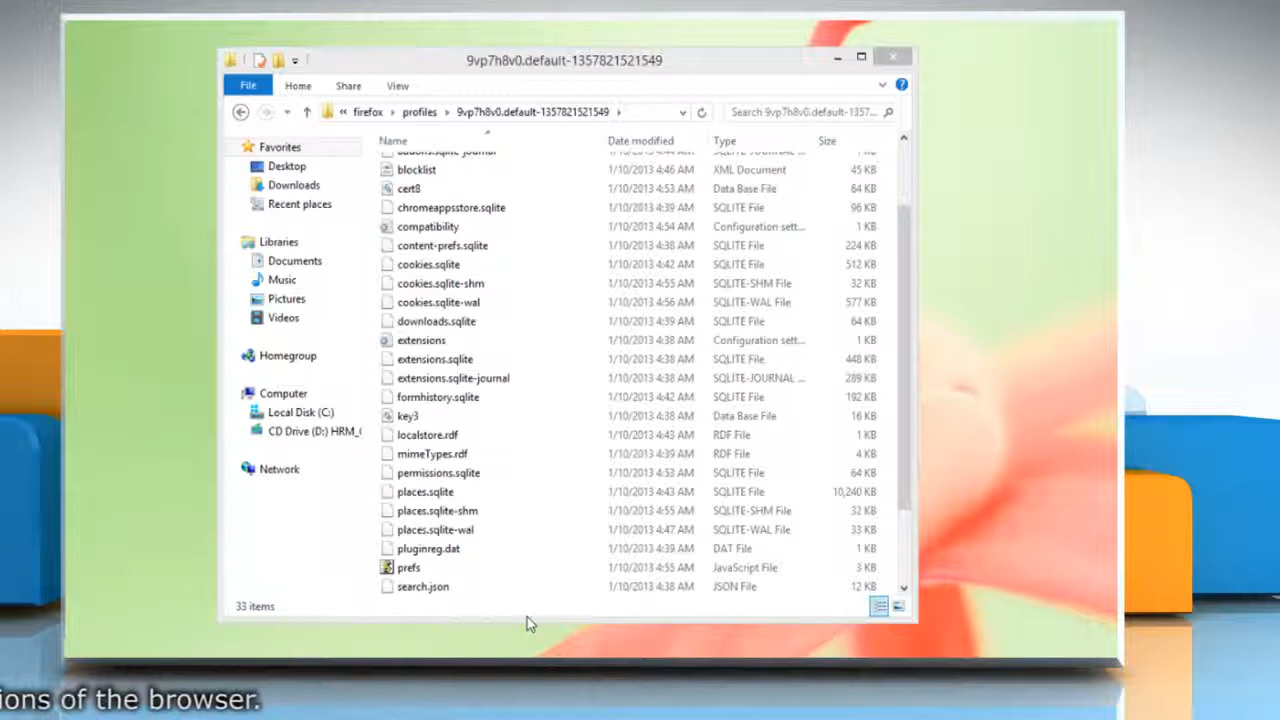 9vp7h8v0.default-1357821521549
File Home Share View
« firefox profiles 9vp7h8v0.default-1357821521549
Search 9vp7h8v0.default-1357...
Name Date modified Type Size
blocklist 1/10/2013 4:46 AM XML Document 45 KB
cert8 1/10/2013 4:53 AM Data Base File 64 KB
chromeappsstore.sqlite 1/10/2013 4:39 AM SQLITE File 96 KB
compatibility 1/10/2013 4:54 AM Configuration sett... 1 KB
content-prefs.sqlite 1/10/2013 4:38 AM SQLITE File 224 KB
cookies.sqlite 1/10/2013 4:42 AM SQLITE File 512 KB
cookies.sqlite-shm 1/10/2013 4:55 AM SQLITE-SHM File 32 KB
cookies.sqlite-wal 1/10/2013 4:56 AM SQLITE-WAL File 577 KB
downloads.sqlite 1/10/2013 4:39 AM SQLITE File 64 KB
extensions 1/10/2013 4:38 AM Configuration sett... 1 KB
extensions.sqlite 1/10/2013 4:38 AM SQLITE File 448 KB
extensions.sqlite-journal 1/10/2013 4:38 AM SQLITE-JOURNAL ... 289 KB
formhistory.sqlite 1/10/2013 4:42 AM SQLITE File 192 KB
key3 1/10/2013 4:38 AM Data Base File 16 KB
localstore.rdf 1/10/2013 4:43 AM RDF File 1 KB
mimeTypes.rdf 1/10/2013 4:39 AM RDF File 4 KB
permissions.sqlite 1/10/2013 4:53 AM SQLITE File 64 KB
places.sqlite 1/10/2013 4:43 AM SQLITE File 10,240 KB
places.sqlite-shm 1/10/2013 4:55 AM SQLITE-SHM File 32 KB
places.sqlite-wal 1/10/2013 4:47 AM SQLITE-WAL File 33 KB
pluginreg.dat 1/10/2013 4:39 AM DAT File 1 KB
prefs 1/10/2013 4:55 AM JavaScript File 3 KB
search.json 1/10/2013 4:38 AM JSON File 12 KB
Favorites
Desktop
Downloads
Recent places
Libraries
Documents
Music
Pictures
Videos
Homegroup
Computer
Local Disk (C:)
CD Drive (D:) HRM_
Network
33 items
ions of the browser.